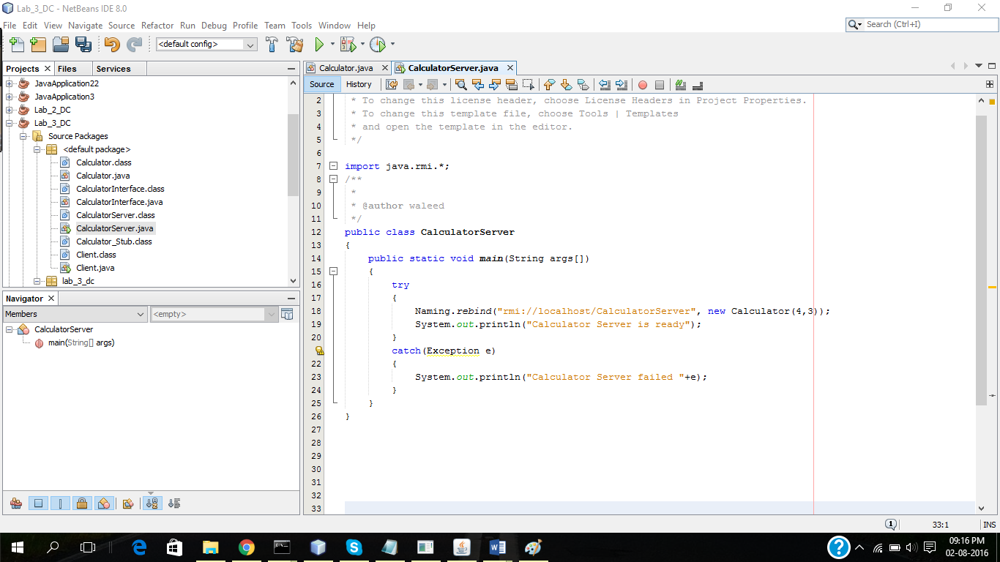 Lab_3_DC - NetBeans IDE 8.0
File Edit View Navigate Source Refactor Run Debug Profile Team Tools Window Help
Search (Ctrl+I)
<default config>
Projects Files Services
JavaApplication22
JavaApplication3
Lab_2_DC
Lab_3_DC
Source Packages
<default package>
Calculator.class
Calculator.java
CalculatorInterface.class
CalculatorInterface.java
CalculatorServer.class
CalculatorServer.java
Calculator_Stub.class
Client.class
Client.java
lab_3_dc
Navigator
Members <empty>
CalculatorServer
main(String[] args)
Calculator.java CalculatorServer.java
Source History
2 * To change this license header, choose License Headers in Project Properties.
3 * To change this template file, choose Tools | Templates
4 * and open the template in the editor.
5 */
6
7 import java.rmi.*;
8 /**
9 *
10 * @author waleed
11 */
12 public class CalculatorServer
13 {
14 public static void main(String args[])
15 {
16 try
17 {
18 Naming.rebind("rmi://localhost/CalculatorServer", new Calculator(4,3));
19 System.out.println("Calculator Server is ready");
20 }
catch(Exception e)
22 {
23 System.out.println("Calculator Server failed "+e);
24 }
25 }
26 }
27
28
29
30
31
32
33
1 33:1 INS
09:16 PM
02-08-2016